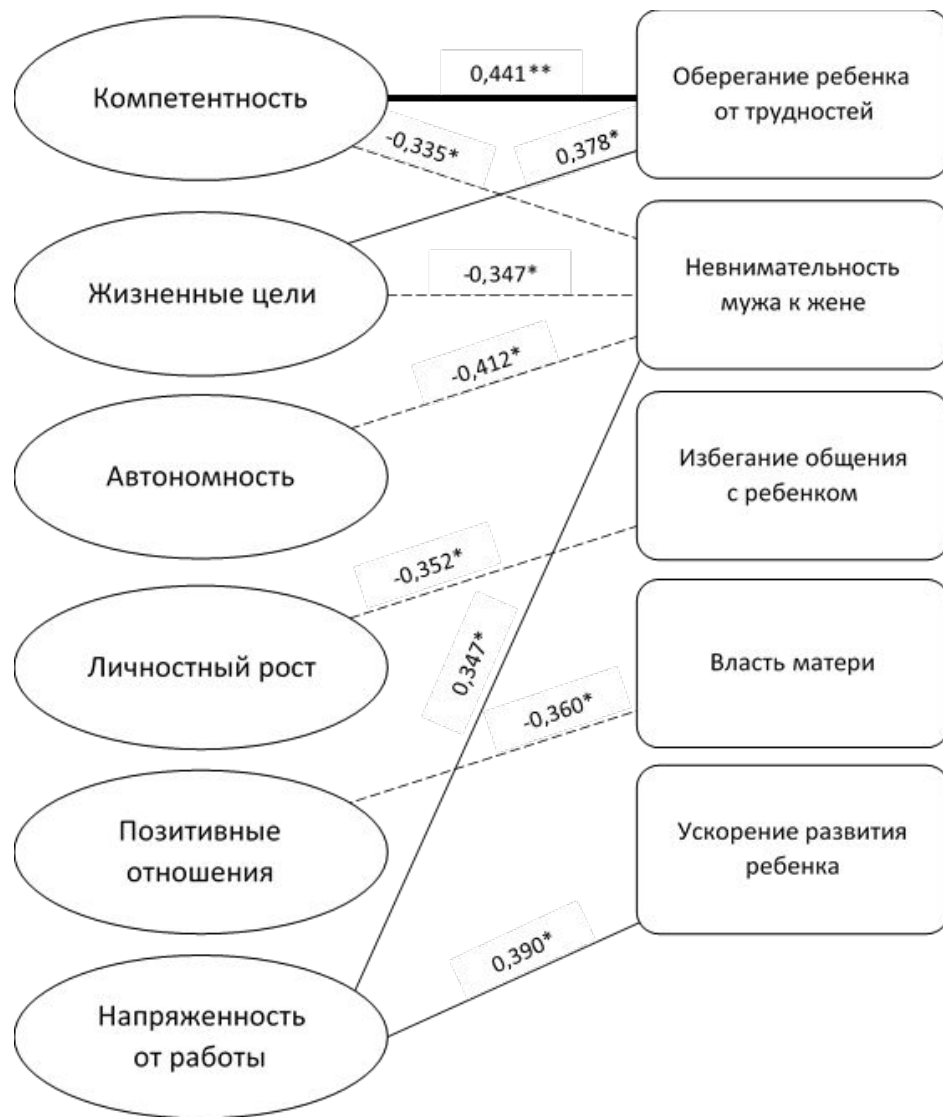 Компетентность
0,441**
Оберегание ребенка
от трудностей
-0,335*
0,378*
Жизненные цели
-0,347*
Невнимательность
мужа к жене
-0,412*
Автономность
Избегание общения
с ребенком
-0,352*
Личностный рост
0,347*
Власть матери
-0,360*
Позитивные
отношения
Ускорение развития
ребенка
0,390*
Напряженность
от работы